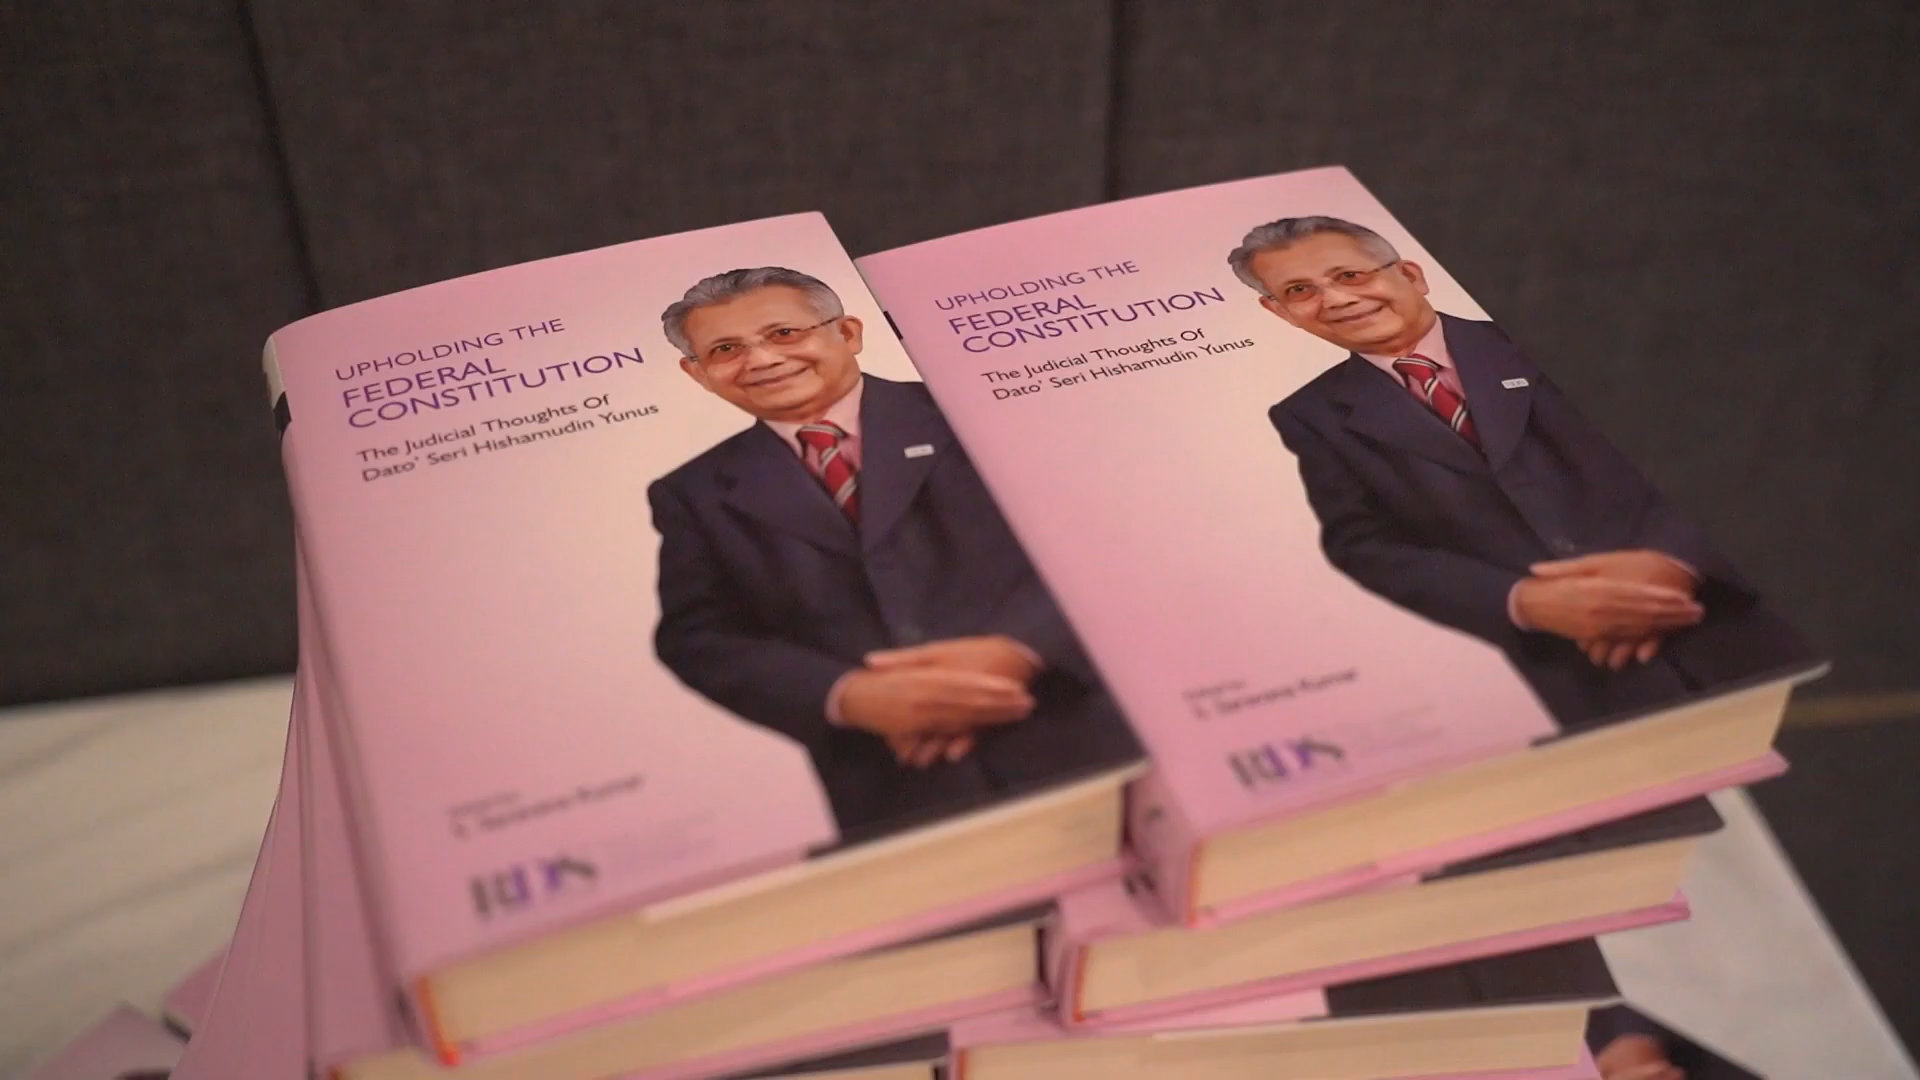 UPHOLDING THE
FEDERAL
CONSTITUTION
The Judicial Thoughts Of
Dato' Seri Hishamudin Yunus
UPHOLDING THE
FEDERAL
CONSTITUTION
The Judicial Thoughts Of
Dato' Seri Hishamudin Yunus
Kumar